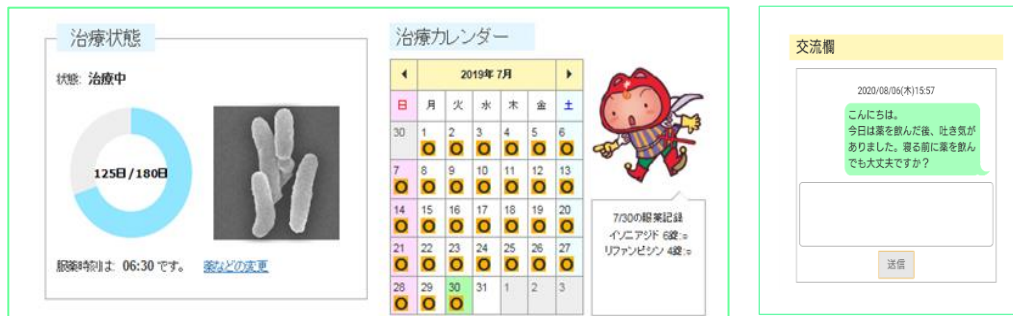 治療状態
状態: 治療中
125日/180日
服薬時刻は 06:30 です。 薬などの変更
治療カレンダー
2019年 7月
日 月 火 水 木 金 土
30 1 2 3 4 5 6
7 8 9 10 11 12 13
14 15 16 17 18 19 20
21 22 23 24 25 26 27
28 29 30 31 1 2 3
7/30の服薬記録
イソニアジド 6錠:○
リファンピシン 4錠:○
交流欄
2020/08/06(木)15:57
こんにちは。
今日は薬を飲んだ後、吐き気が
ありました。寝る前に薬を飲ん
でも大丈夫ですか？
送信